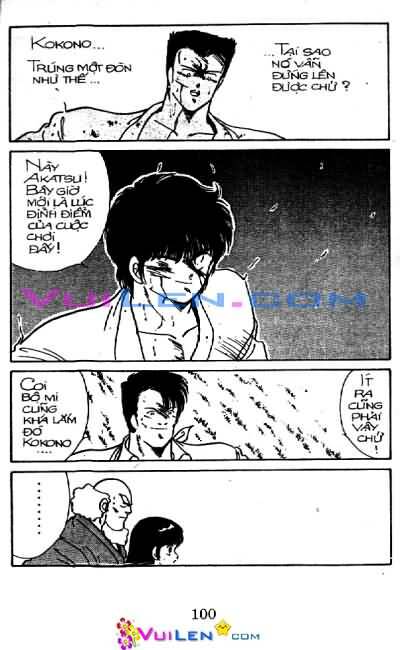 KOKONO...
TRÚNG MỘT ĐÒN
NHƯ THẾ...
...TẠI SAO
NÓ VẪN
ĐỨNG LÊN
ĐƯỢC CHỨ?
NÀY
AKATSU!
BÂY GIỜ
MỚI LÀ LÚC
ĐỈNH ĐIỂM
CỦA CUỘC
CHƠI
ĐÂY!
VUILEN.COM
COI
BỘ MI
CŨNG
KHÁ LẮM
ĐÓ
KOKONO
....
ÍT
RA
CŨNG
PHẢI
VẬY
CHỨ!
........
100
VUILEN.COM